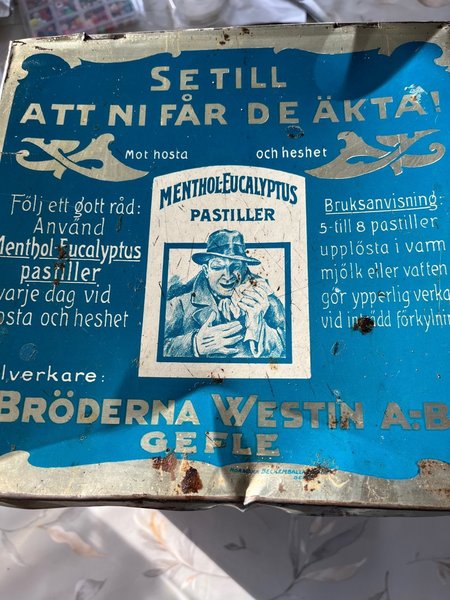 SE TILL
ATT NI FÅR DE ÄKTA!
Mot hosta och heshet
MENTHOL-EUCALYPTUS
PASTILLER
Följ ett gott råd:
Använd
Menthol-Eucalyptus
pastiller
varje dag vid
hosta och heshet
Bruksanvisning:
5-till 8 pastiller
upplösta i varm
mjölk eller vatten
gör ypperlig verka
vid inträdd förkylnin
lverkare:
BRÖDERNA WESTIN A.-B
GEFLE